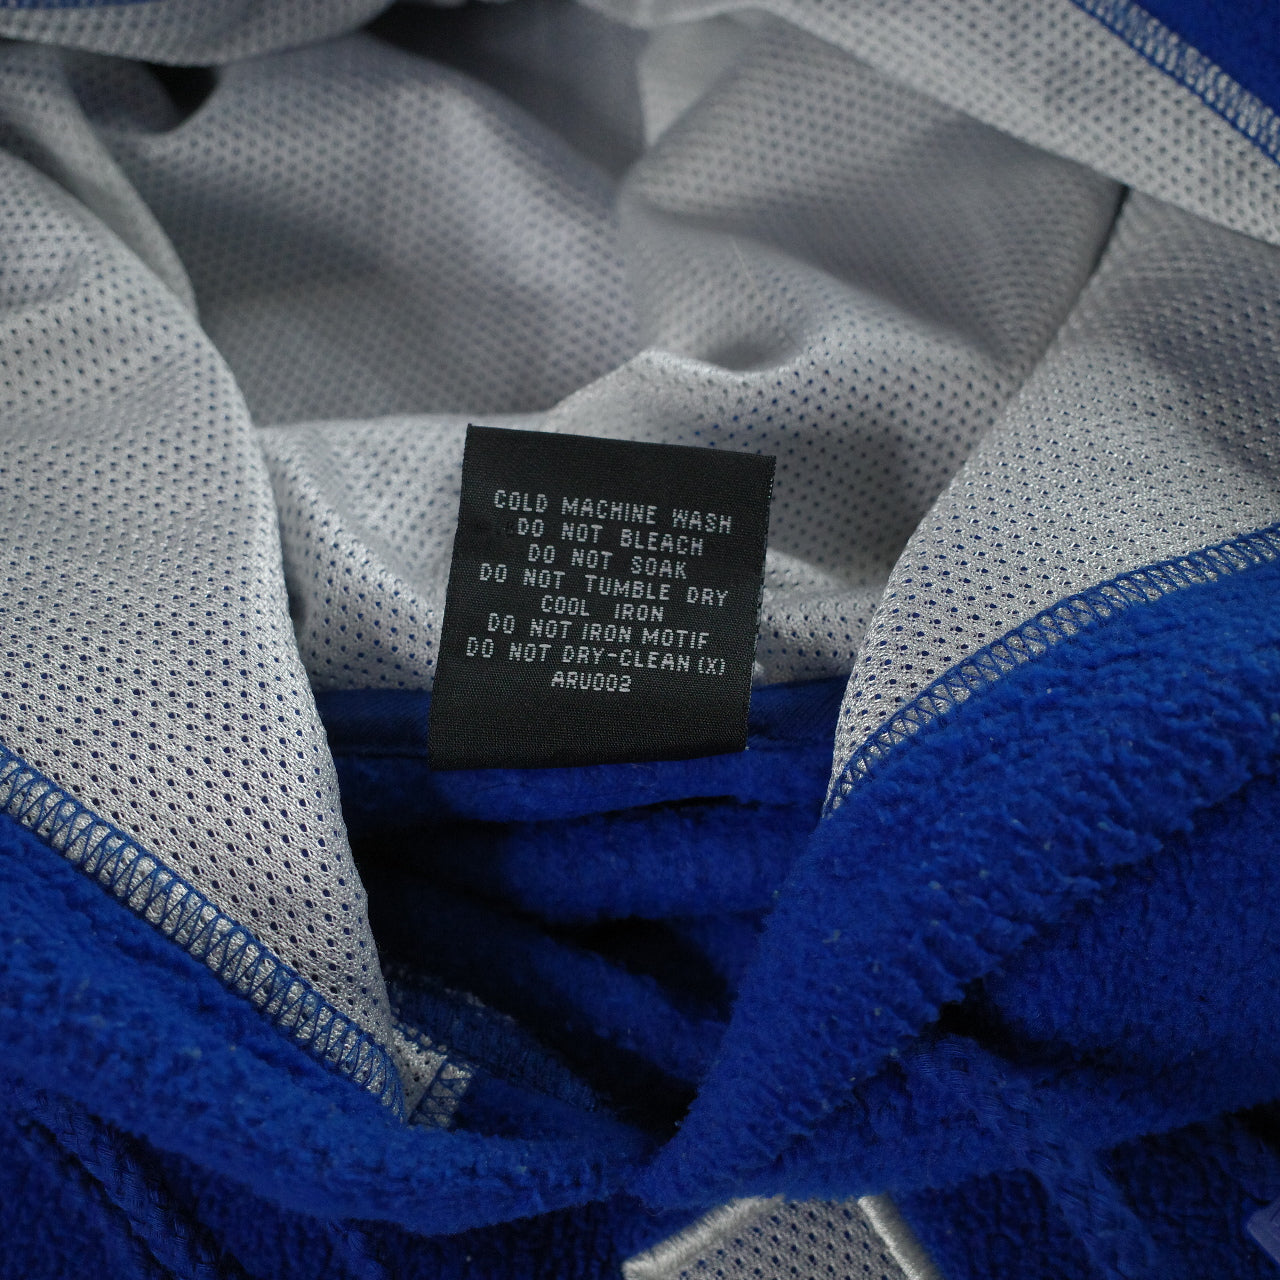 COLD MACHINE WASH
DO NOT BLEACH
DO NOT SOAK
DO NOT TUMBLE DRY
COOL IRON
DO NOT IRON MOTIF
DO NOT DRY-CLEAN (X)
ARU002